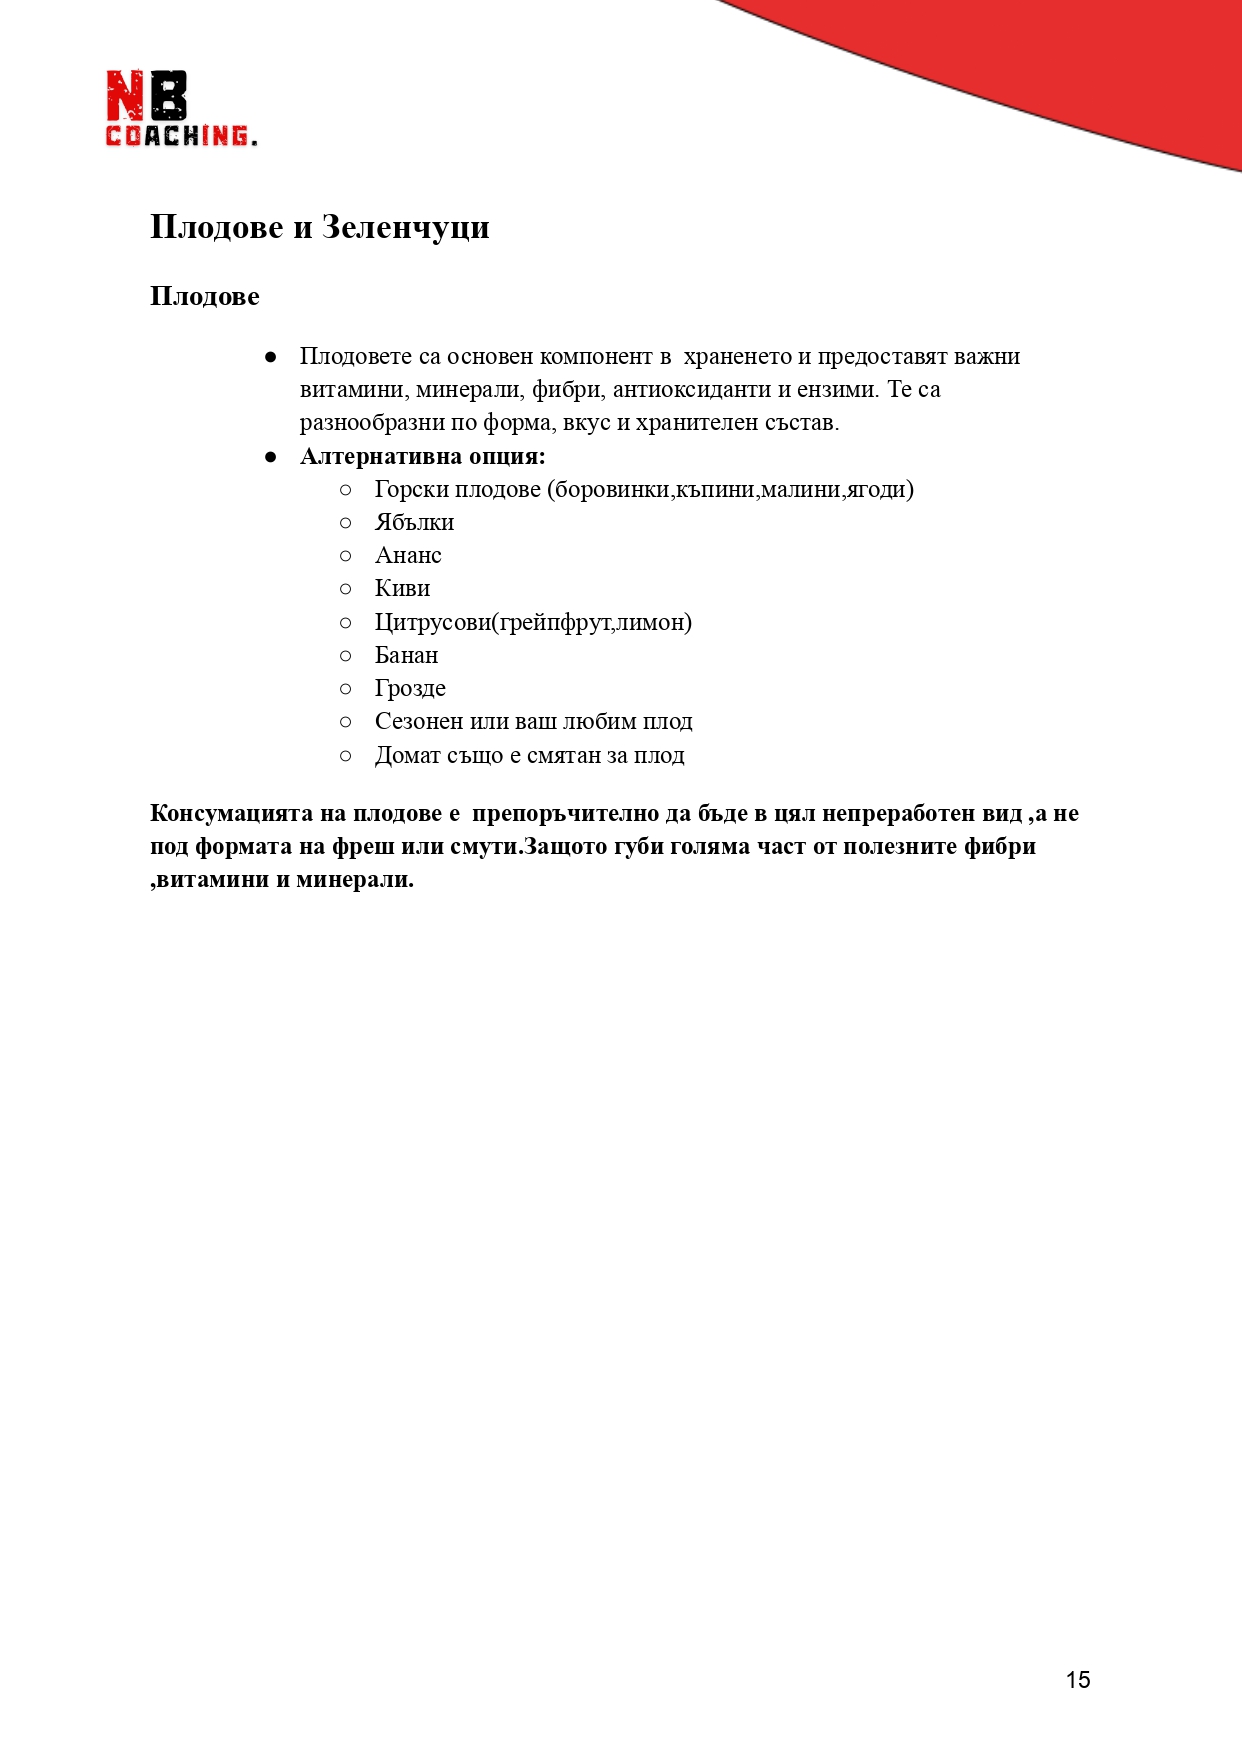 NB
COACHING.
Плодове и Зеленчуци
Плодове
● Плодовете са основен компонент в  храненето и предоставят важни
витамини, минерали, фибри, антиоксиданти и ензими. Те са
разнообразни по форма, вкус и хранителен състав.
● Алтернативна опция:
○ Горски плодове (боровинки,къпини,малини,ягоди)
○ Ябълки
○ Ананс
○ Киви
○ Цитрусови(грейпфрут,лимон)
○ Банан
○ Грозде
○ Сезонен или ваш любим плод
○ Домат също е смятан за плод
Консумацията на плодове е  препоръчително да бъде в цял непреработен вид ,а не
под формата на фреш или смути.Защото губи голяма част от полезните фибри
,витамини и минерали.
15